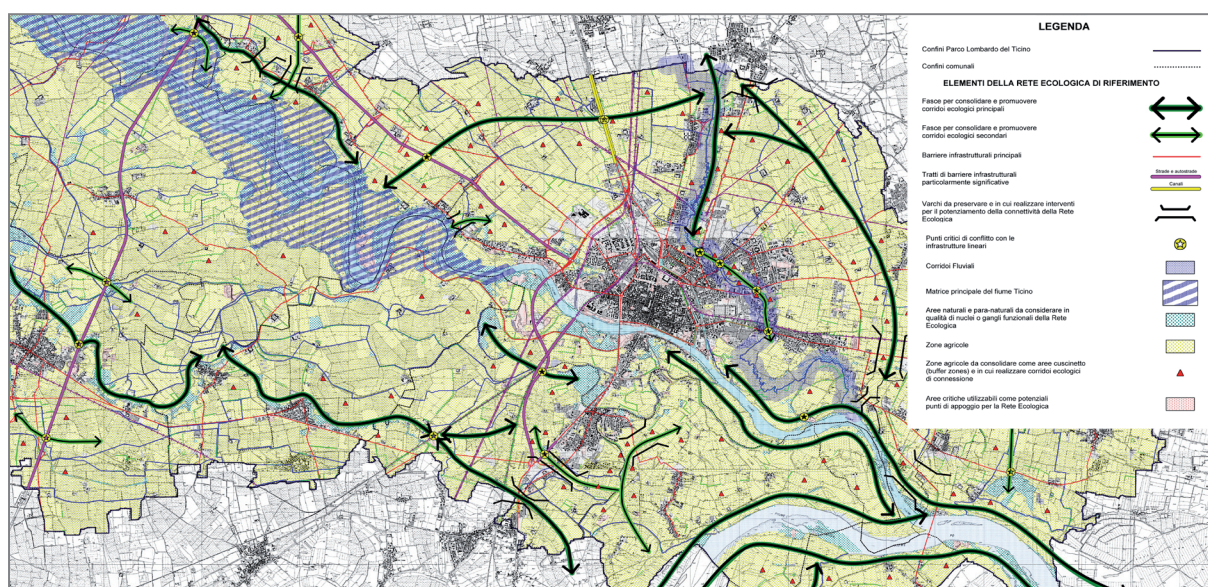 LEGENDA
Confini Parco Lombardo del Ticino
Confini comunali
ELEMENTI DELLA RETE ECOLOGICA DI RIFERIMENTO
Fasce per consolidare e promuovere
corridoi ecologici principali
Fasce per consolidare e promuovere
corridoi ecologici secondari
Barriere infrastrutturali principali
Tratti di barriere infrastrutturali
particolarmente significative
Strade e autostrade
Canali
Varchi da preservare e in cui realizzare interventi
per il potenziamento della connettività della Rete
Ecologica
Punti critici di conflitto con le
infrastrutture lineari
Corridoi Fluviali
Matrice principale del fiume Ticino
Aree naturali e para-naturali da considerare in
qualità di nuclei o gangli funzionali della Rete
Ecologica
Zone agricole
Zone agricole da consolidare come aree cuscinetto
(buffer zones) e in cui realizzare corridoi ecologici
di connessione
Aree critiche utilizzabili come potenziali
punti di appoggio per la Rete Ecologica